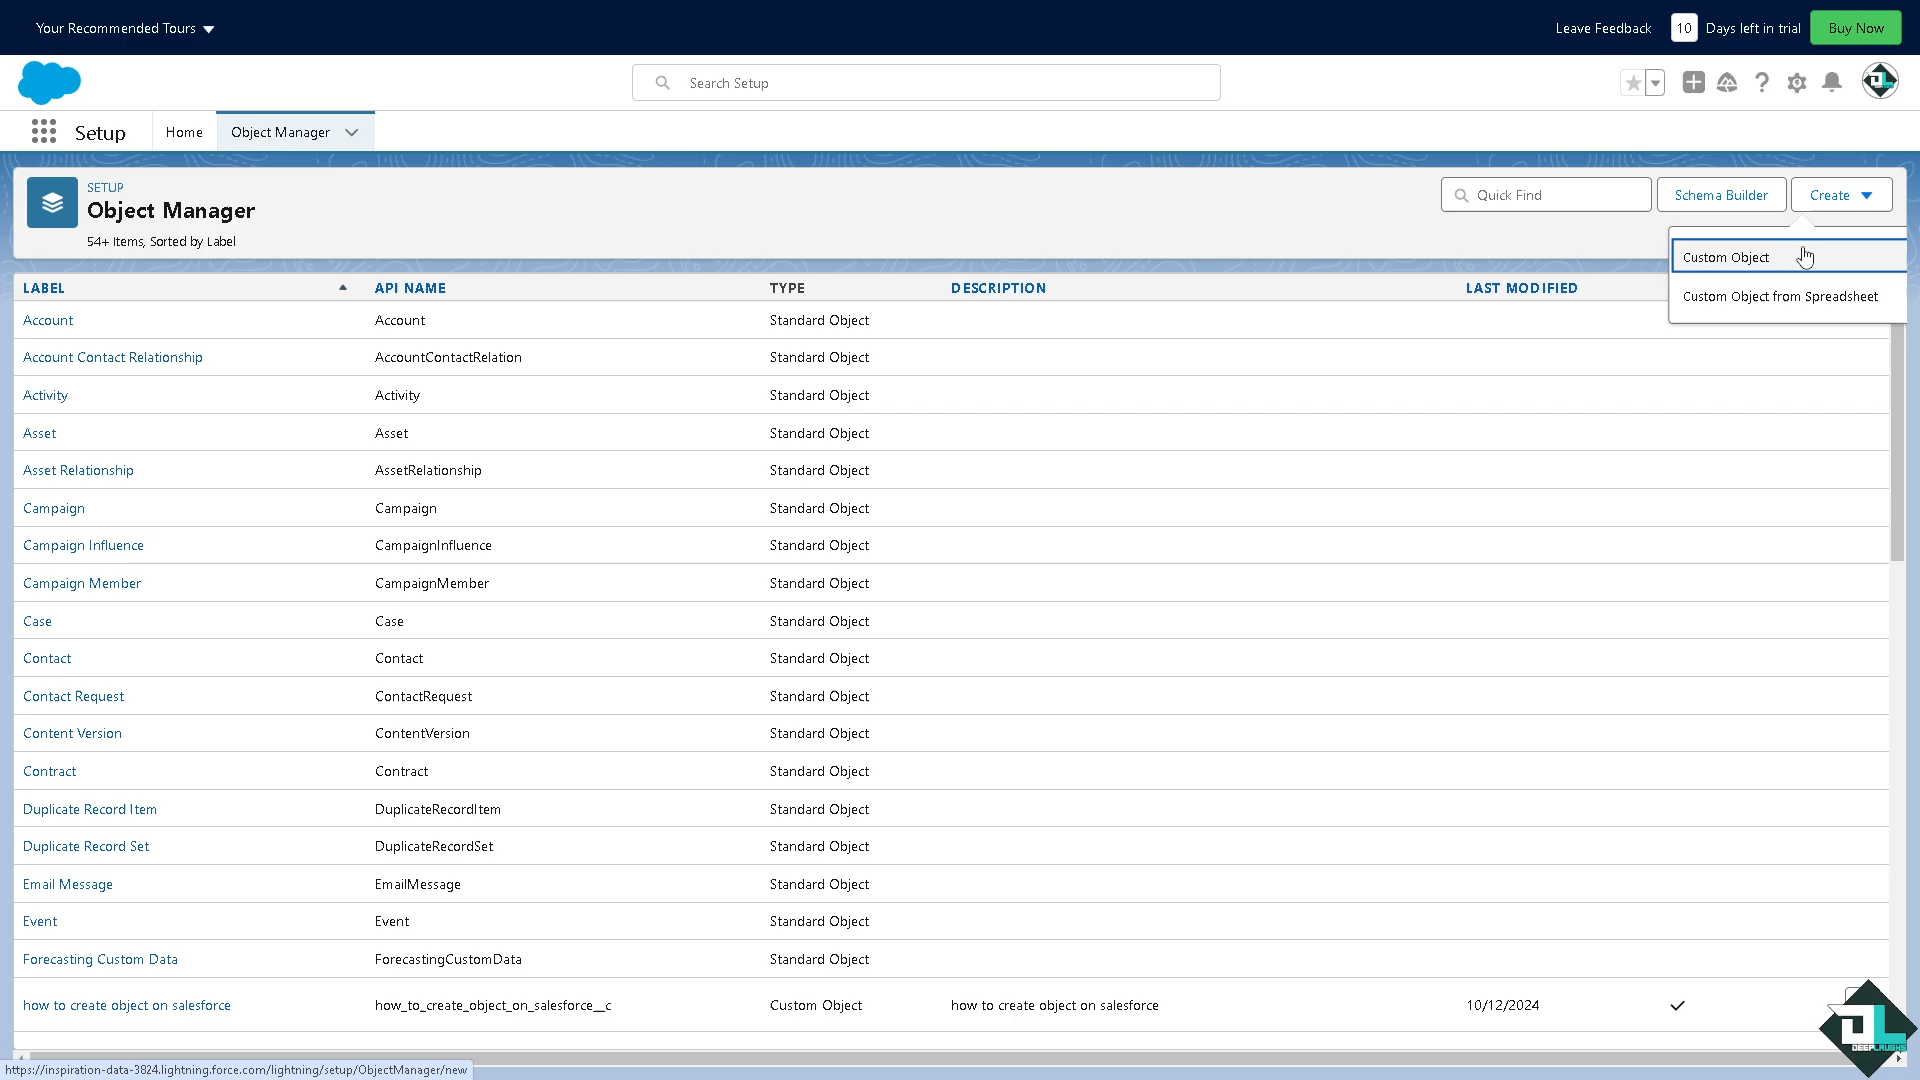 Your Recommended Tours
Leave Feedback
10
Days left in trial
Buy Now
Search Setup
Setup
Home
Object Manager
SETUP
Object Manager
54+ Items, Sorted by Label
Quick Find
Schema Builder
Create
Custom Object
Custom Object from Spreadsheet
LABEL API NAME TYPE DESCRIPTION LAST MODIFIED
Account Account Standard Object
Account Contact Relationship AccountContactRelation Standard Object
Activity Activity Standard Object
Asset Asset Standard Object
Asset Relationship AssetRelationship Standard Object
Campaign Campaign Standard Object
Campaign Influence CampaignInfluence Standard Object
Campaign Member CampaignMember Standard Object
Case Case Standard Object
Contact Contact Standard Object
Contact Request ContactRequest Standard Object
Content Version ContentVersion Standard Object
Contract Contract Standard Object
Duplicate Record Item DuplicateRecordItem Standard Object
Duplicate Record Set DuplicateRecordSet Standard Object
Email Message EmailMessage Standard Object
Event Event Standard Object
Forecasting Custom Data ForecastingCustomData Standard Object
how to create object on salesforce how_to_create_object_on_salesforce__c Custom Object how to create object on salesforce 10/12/2024
DL
DEEPLAUGHS
https://inspiration-data-3824.lightning.force.com/lightning/setup/ObjectManager/new